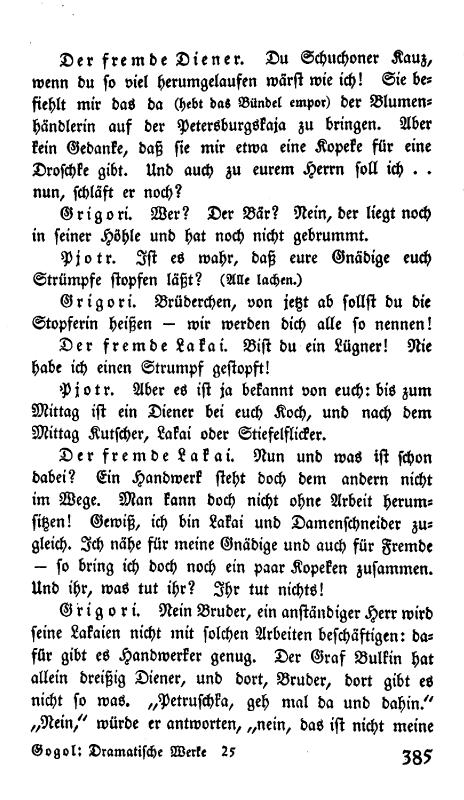 Der fremde Diener. Du Schuchoner Kauz,
wenn du so viel herumgelaufen wärst wie ich! Sie be-
fiehlt mir das da (hebt das Bündel empor) der Blumen-
händlerin auf der Petersburgskaja zu bringen. Aber
kein Gedanke, daß sie mir etwa eine Kopeke für eine
Droschke gibt. Und auch zu eurem Herrn soll ich . .
nun, schläft er noch?
Grigori. Wer? Der Bär? Nein, der liegt noch
in seiner Höhle und hat noch nicht gebrummt.
Pjotr. Ist es wahr, daß eure Gnädige euch
Strümpfe stopfen läßt? (Alle lachen.)
Grigori. Brüderchen, von jetzt ab sollst du die
Stopferin heißen — wir werden dich alle so nennen!
Der fremde Lakai. Bist du ein Lügner! Nie
habe ich einen Strumpf gestopft!
Pjotr. Aber es ist ja bekannt von euch: bis zum
Mittag ist ein Diener bei euch Koch, und nach dem
Mittag Kutscher, Lakai oder Stiefelflicker.
Der fremde Lakai. Nun und was ist schon
dabei? Ein Handwerk steht doch dem andern nicht
im Wege. Man kann doch nicht ohne Arbeit herum-
sitzen! Gewiß, ich bin Lakai und Damenschneider zu-
gleich. Ich nähe für meine Gnädige und auch für Fremde
— so bring ich doch noch ein paar Kopeken zusammen.
Und ihr, was tut ihr? Ihr tut nichts!
Grigori. Nein Bruder, ein anständiger Herr wird
seine Lakaien nicht mit solchen Arbeiten beschäftigen: da-
für gibt es Handwerker genug. Der Graf Bulkin hat
allein dreißig Diener, und dort, Bruder, dort gibt es
nicht so was. „Petruschka, geh mal da und dahin.“
„Nein,“ würde er antworten, „nein, das ist nicht meine
Gogol: Dramatische Werke 25
385